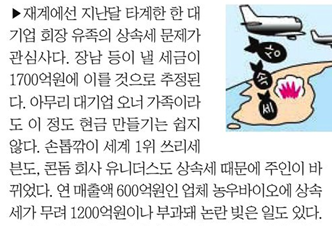 ▶재계에선 지난달 타계한 한 대
기업 회장 유족의 상속세 문제가
관심사다. 장남 등이 낼 세금이
1700억원에 이를 것으로 추정된
다. 아무리 대기업 오너 가족이라
도 이 정도 현금 만들기는 쉽지
않다. 손톱깎이 세계 1위 쓰리세
븐도, 콘돔 회사 유니더스도 상속세 때문에 주인이 바
뀌었다. 연 매출액 600억원인 업체 농우바이오에 상속
세가 무려 1200억원이나 부과돼 논란 빚은 일도 있다.
상
속